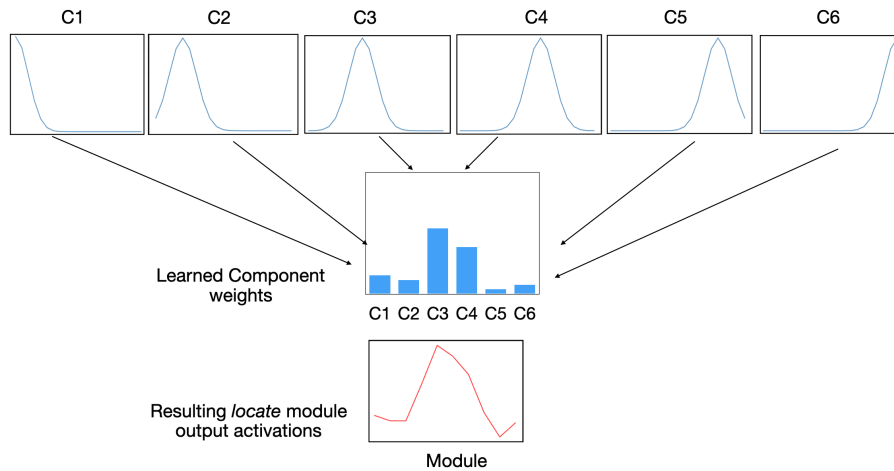 C1 C2 C3 C4 C5 C6
Learned Component
weights
C1 C2 C3 C4 C5 C6
Resulting locate module
output activations
Module